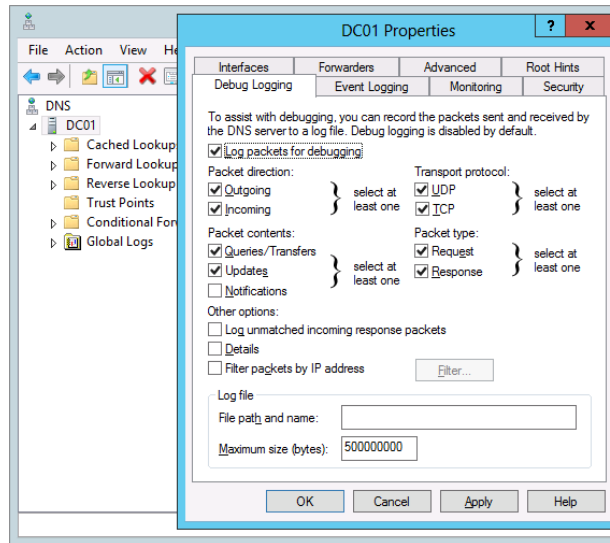 DC01 Properties
? x
File Action View He
Interfaces Forwarders Advanced Root Hints
Debug Logging Event Logging Monitoring Security
DNS
DC01
Cached Lookups
Forward Lookup
Reverse Lookup
Trust Points
Conditional For
Global Logs
To assist with debugging, you can record the packets sent and received by
the DNS server to a log file. Debug logging is disabled by default.
Log packets for debugging
Packet direction:
Outgoing
Incoming
select at
least one
Transport protocol:
UDP
TCP
select at
least one
Packet contents:
Queries/Transfers
Updates
Notifications
select at
least one
Packet type:
Request
Response
select at
least one
Other options:
Log unmatched incoming response packets
Details
Filter packets by IP address
Filter...
Log file
File path and name:
Maximum size (bytes): 500000000
OK Cancel Apply Help